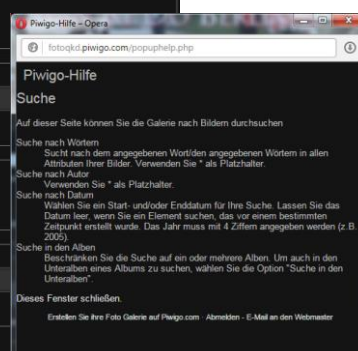 Piwigo-Hilfe – Opera
fotoqkd.piwigo.com/popuphelp.php
Piwigo-Hilfe
Suche
Auf dieser Seite können Sie die Galerie nach Bildern durchsuchen
Suche nach Wörtern
Sucht nach dem angegebenen Wort/den angegebenen Wörtern in allen
Attributen Ihrer Bilder. Verwenden Sie * als Platzhalter.
Suche nach Autor
Verwenden Sie * als Platzhalter.
Suche nach Datum
Wählen Sie ein Start- und/oder Enddatum für Ihre Suche. Lassen Sie das
Datum leer, wenn Sie ein Element suchen, das vor einem bestimmten
Zeitpunkt erstellt wurde. Das Jahr muss mit 4 Ziffern angegeben werden (z.B.
2005).
Suche in den Alben
Beschränken Sie die Suche auf ein oder mehrere Alben. Um auch in den
Unteralben eines Albums zu suchen, wählen Sie die Option "Suche in den
Unteralben".
Dieses Fenster schließen.
Erstellen Sie ihre Foto Galerie auf Piwigo.com · Abmelden - E-Mail an den Webmaster